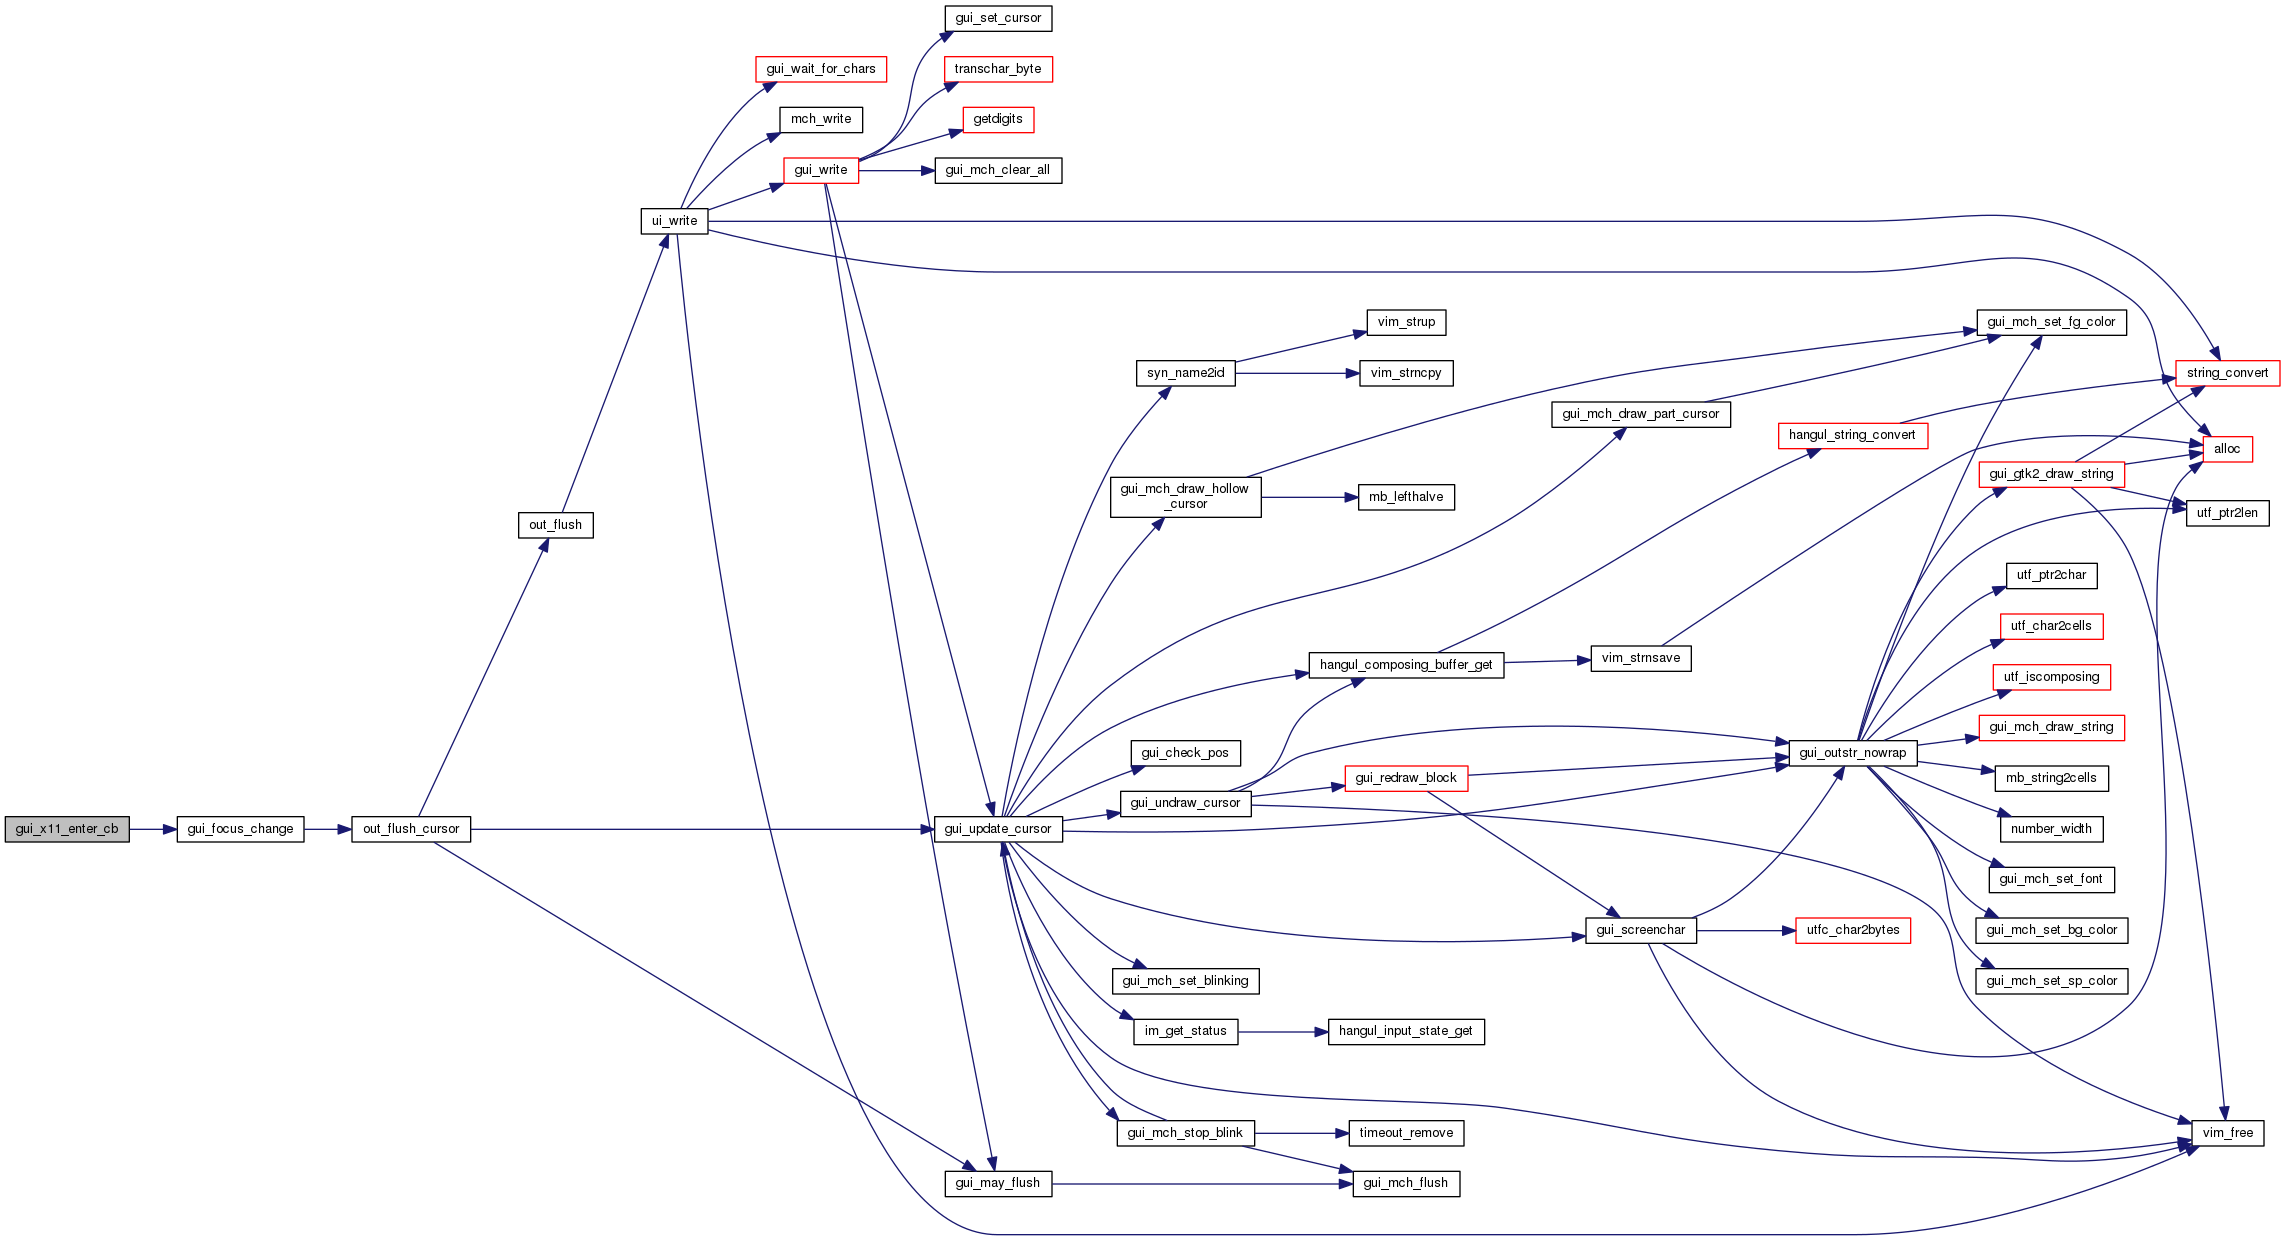 gui_set_cursor
gui_wait_for_chars
transchar_byte
mch_write
getdigits
gui_write
gui_mch_clear_all
ui_write
vim_strup
gui_mch_set_fg_color
syn_name2id
vim_strncpy
string_convert
gui_mch_draw_part_cursor
hangul_string_convert
alloc
gui_gtk2_draw_string
gui_mch_draw_hollow
_cursor
mb_lefthalve
out_flush
utf_ptr2len
utf_ptr2char
utf_char2cells
hangul_composing_buffer_get
vim_strnsave
utf_iscomposing
gui_mch_draw_string
gui_check_pos
gui_outstr_nowrap
gui_redraw_block
mb_string2cells
gui_undraw_cursor
gui_x11_enter_cb
gui_focus_change
out_flush_cursor
gui_update_cursor
number_width
gui_mch_set_font
gui_screenchar
utfc_char2bytes
gui_mch_set_bg_color
gui_mch_set_blinking
gui_mch_set_sp_color
im_get_status
hangul_input_state_get
gui_mch_stop_blink
timeout_remove
vim_free
gui_may_flush
gui_mch_flush